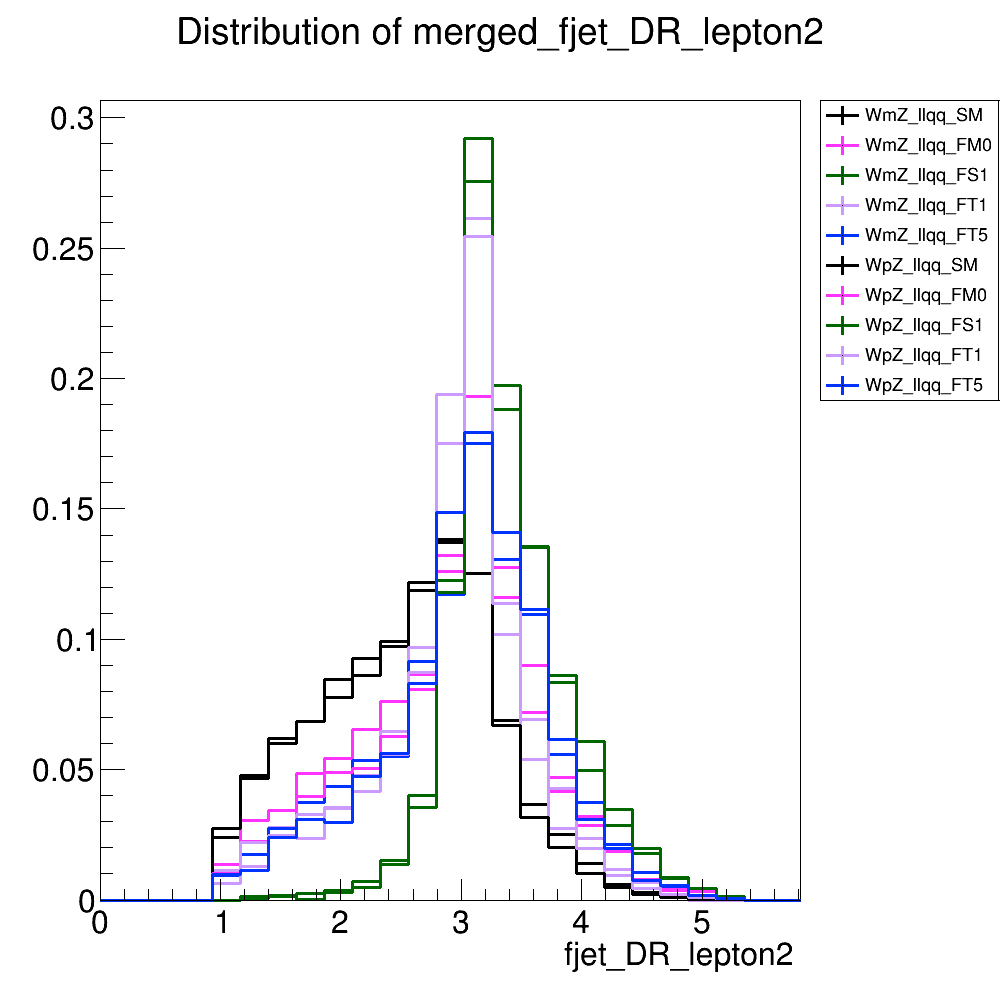 Distribution of merged_fjet_DR_lepton2
0.3
0.25
0.2
0.15
0.1
0.05
0
0 1 2 3 4 5
fjet_DR_lepton2
WmZ_llqq_SM
WmZ_llqq_FM0
WmZ_llqq_FS1
WmZ_llqq_FT1
WmZ_llqq_FT5
WpZ_llqq_SM
WpZ_llqq_FM0
WpZ_llqq_FS1
WpZ_llqq_FT1
WpZ_llqq_FT5